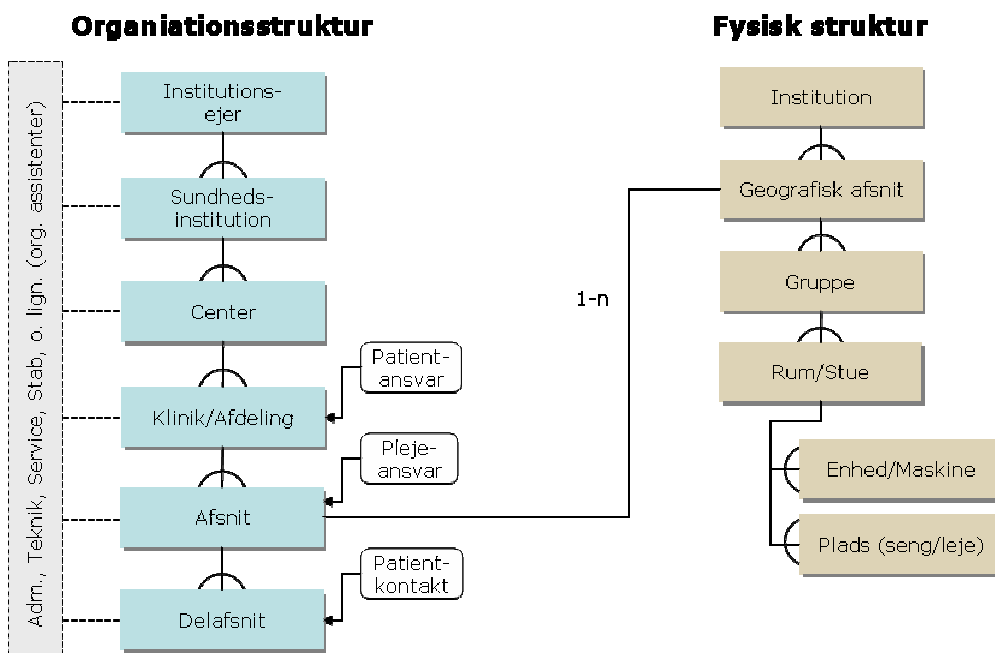 Organiationsstruktur
Fysisk struktur
Adm., Teknik, Service, Stab, o. lign. (org. assistenter)
Institutions-
ejer
Sundheds-
institution
Center
Klinik/Afdeling
Afsnit
Delafsnit
Patient-
ansvar
Pleje-
ansvar
Patient-
kontakt
1-n
Institution
Geografisk afsnit
Gruppe
Rum/Stue
Enhed/Maskine
Plads (seng/leje)